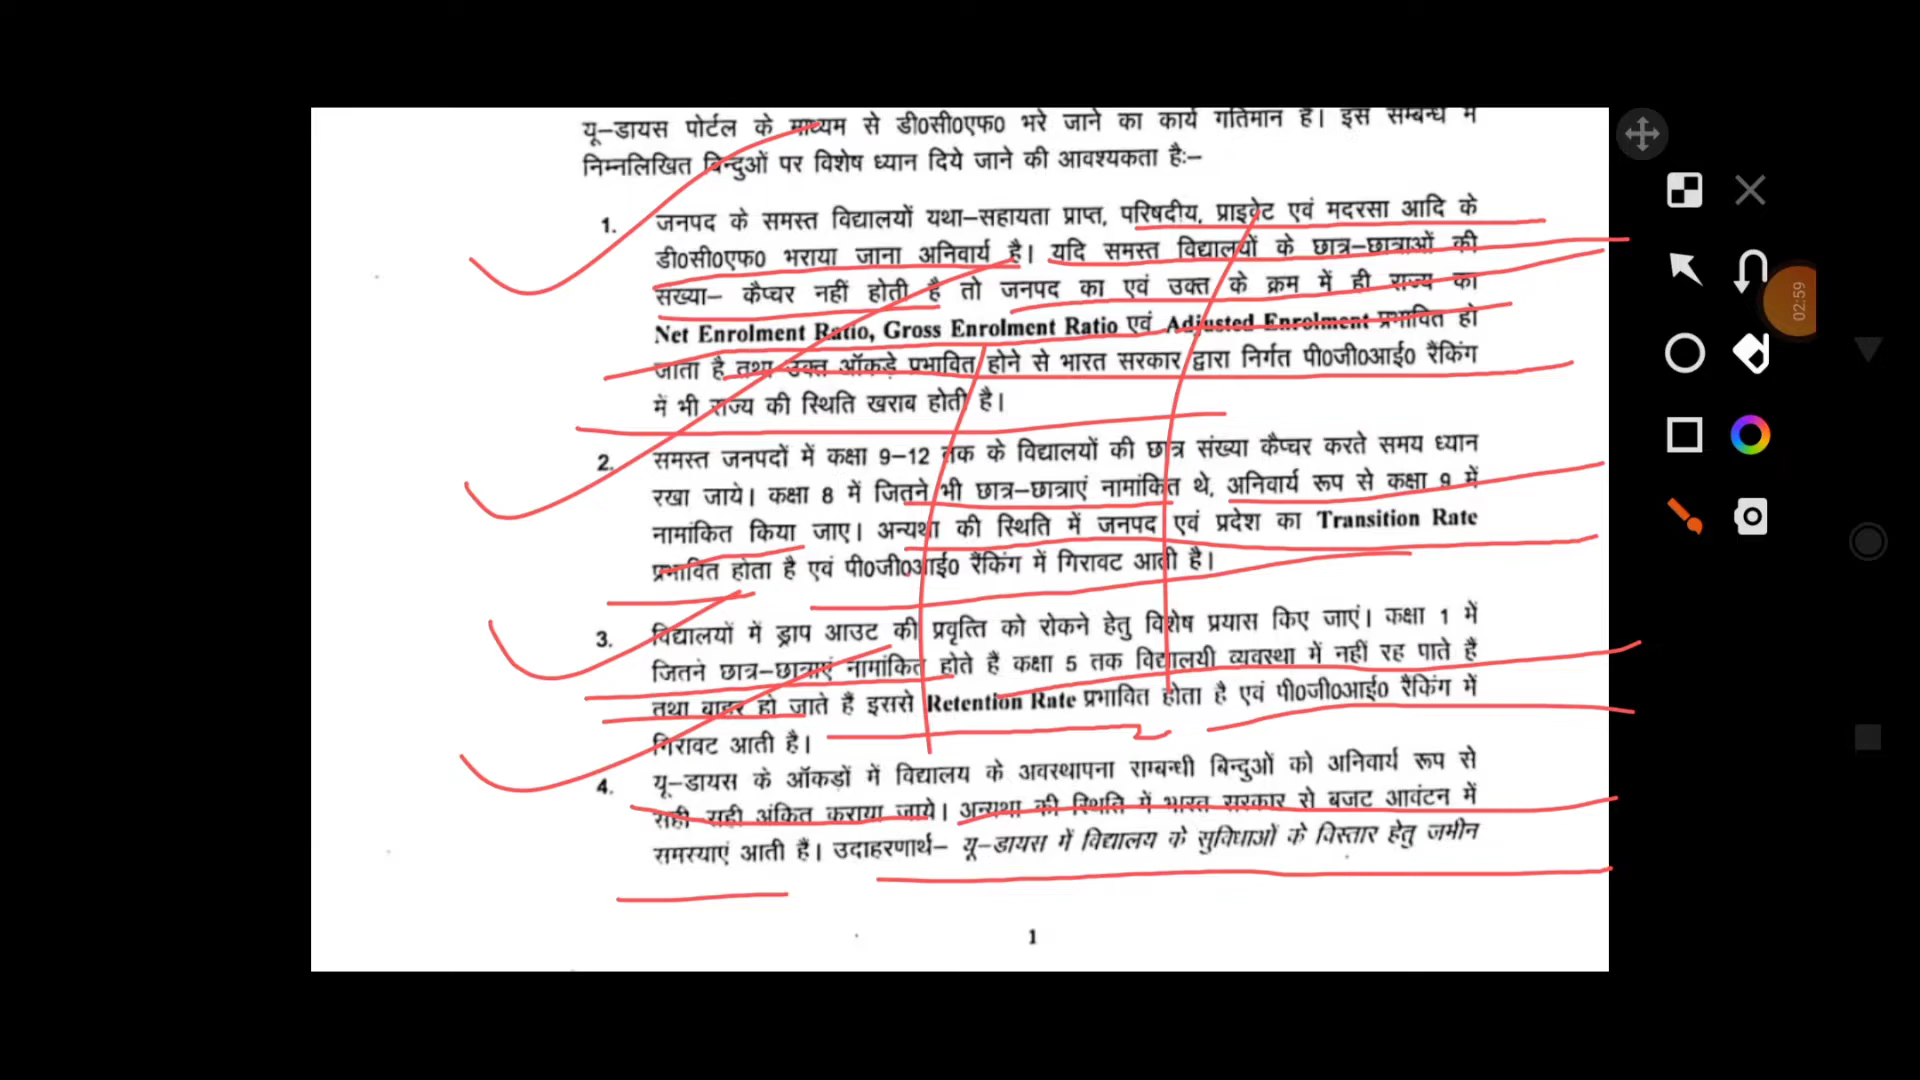 यू–डायस पोर्टल के माध्यम से डी0सी0एफ0 भरे जाने का कार्य गतिमान है। इस सम्बन्ध में
निम्नलिखित बिन्दुओं पर विशेष ध्यान दिये जाने की आवश्यकता हैः–
1. जनपद के समस्त विद्यालयों यथा–सहायता प्राप्त, परिषदीय, प्राइवेट एवं मदरसा आदि के
डी0सी0एफ0 भराया जाना अनिवार्य है। यदि समस्त विद्यालयों के छात्र–छात्राओं की
संख्या– कैप्चर नहीं होती है तो जनपद का एवं उक्त के क्रम में ही राज्य का
Net Enrolment Ratio, Gross Enrolment Ratio एवं Adjusted Enrolment प्रभावित हो
जाता है तथा उक्त ऑकड़े प्रभावित होने से भारत सरकार द्वारा निर्गत पी0जी0आई0 रैंकिंग
में भी राज्य की स्थिति खराब होती है।
2. समस्त जनपदों में कक्षा 9–12 तक के विद्यालयों की छात्र संख्या कैप्चर करते समय ध्यान
रखा जाये। कक्षा 8 में जितने भी छात्र–छात्राएं नामांकित थे, अनिवार्य रूप से कक्षा 9 में
नामांकित किया जाए। अन्यथा की स्थिति में जनपद एवं प्रदेश का Transition Rate
प्रभावित होता है एवं पी0जी0आई0 रैंकिंग में गिरावट आती है।
3. विद्यालयों में ड्राप आउट की प्रवृत्ति को रोकने हेतु विशेष प्रयास किए जाएं। कक्षा 1 में
जितने छात्र–छात्राएं नामांकित होते हैं कक्षा 5 तक विद्यालयी व्यवस्था में नहीं रह पाते हैं
तथा बाहर हो जाते हैं इससे Retention Rate प्रभावित होता है एवं पी0जी0आई0 रैंकिंग में
गिरावट आती है।
4. यू–डायस के ऑकड़ों में विद्यालय के अवस्थापना सम्बन्धी बिन्दुओं को अनिवार्य रूप से
सही सही अंकित कराया जाये। अन्यथा की स्थिति में भारत सरकार से बजट आवंटन में
समस्याएं आती हैं। उदाहरणार्थ– यू–डायस में विद्यालय के सुविधाओं के विस्तार हेतु जमीन
1
02:59